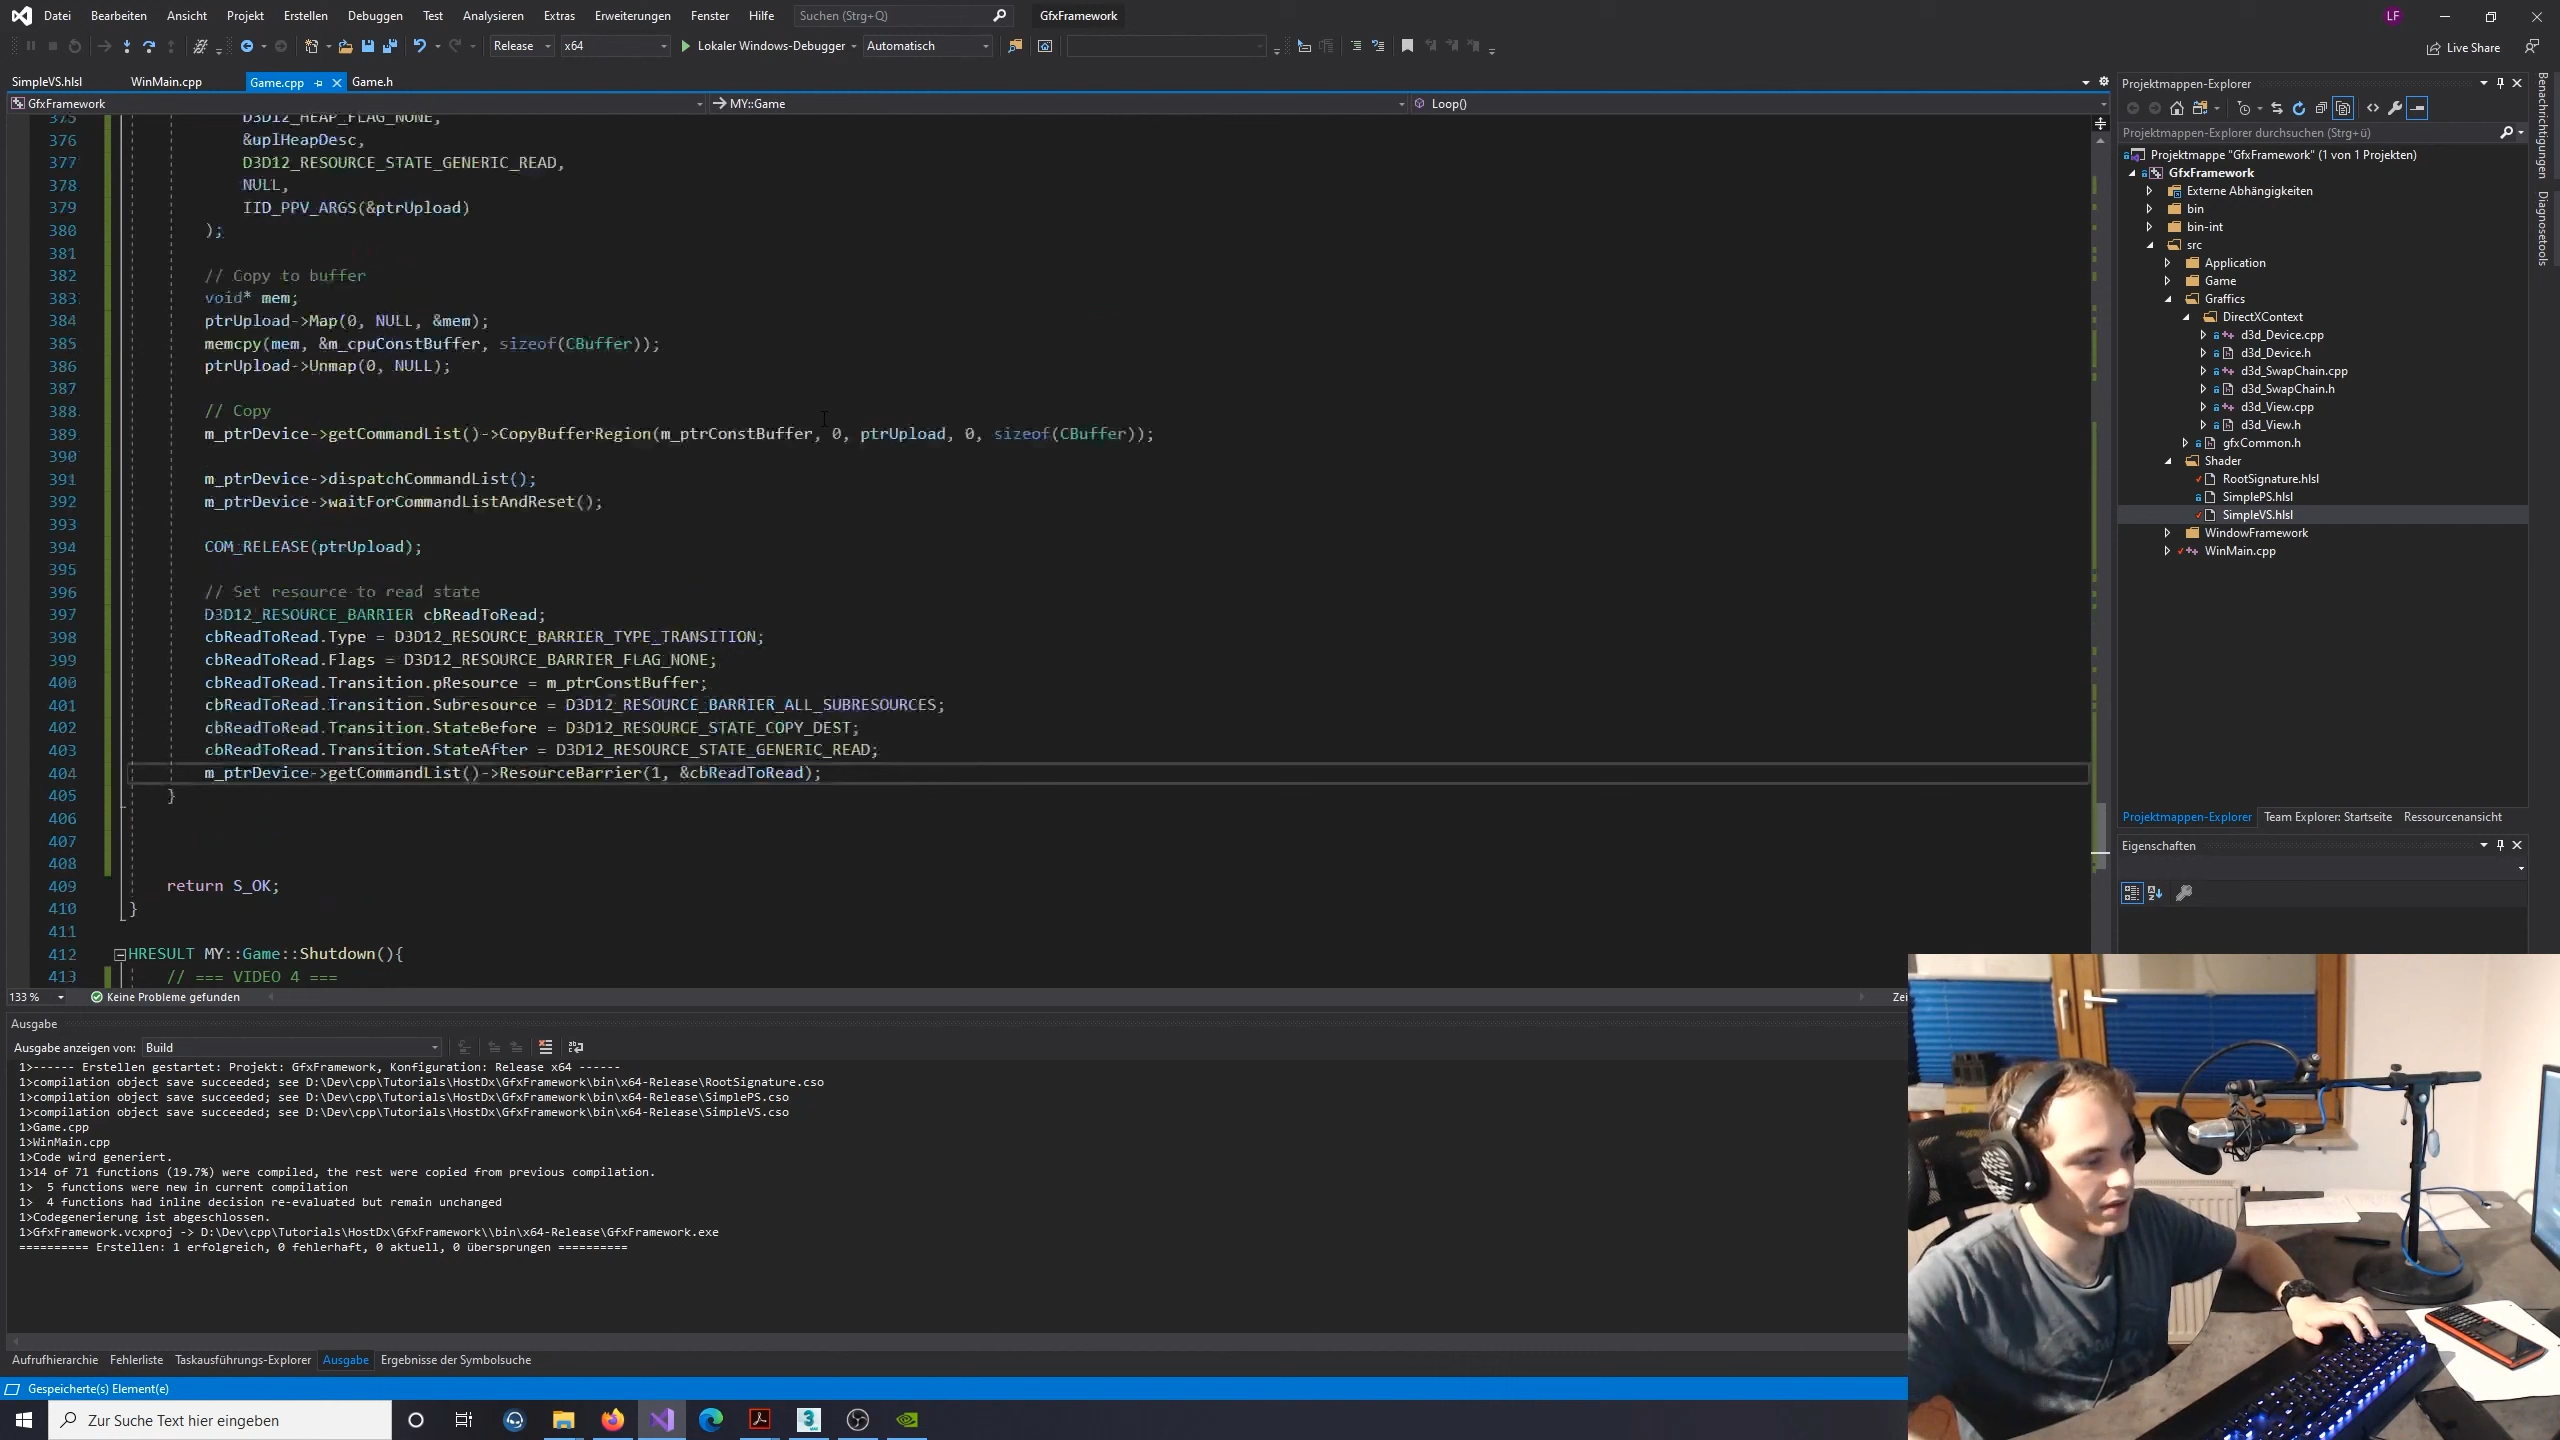 Datei Bearbeiten Ansicht Projekt Erstellen Debuggen Test Analysieren Extras Erweiterungen Fenster Hilfe Suchen (Strg+Q) GfxFramework LF
Release x64 Lokaler Windows-Debugger Automatisch Live Share
SimpleVS.hlsl WinMain.cpp Game.cpp Game.h
GfxFramework MY::Game Loop()
375 D3D12_HEAP_FLAG_NONE,
376 &uplHeapDesc,
377 D3D12_RESOURCE_STATE_GENERIC_READ,
378 NULL,
379 IID_PPV_ARGS(&ptrUpload)
380 );
381
382 // Copy to buffer
383 void* mem;
384 ptrUpload->Map(0, NULL, &mem);
385 memcpy(mem, &m_cpuConstBuffer, sizeof(CBuffer));
386 ptrUpload->Unmap(0, NULL);
387
388 // Copy
389 m_ptrDevice->getCommandList()->CopyBufferRegion(m_ptrConstBuffer, 0, ptrUpload, 0, sizeof(CBuffer));
390
391 m_ptrDevice->dispatchCommandList();
392 m_ptrDevice->waitForCommandListAndReset();
393
394 COM_RELEASE(ptrUpload);
395
396 // Set resource to read state
397 D3D12_RESOURCE_BARRIER cbReadToRead;
398 cbReadToRead.Type = D3D12_RESOURCE_BARRIER_TYPE_TRANSITION;
399 cbReadToRead.Flags = D3D12_RESOURCE_BARRIER_FLAG_NONE;
400 cbReadToRead.Transition.pResource = m_ptrConstBuffer;
401 cbReadToRead.Transition.Subresource = D3D12_RESOURCE_BARRIER_ALL_SUBRESOURCES;
402 cbReadToRead.Transition.StateBefore = D3D12_RESOURCE_STATE_COPY_DEST;
403 cbReadToRead.Transition.StateAfter = D3D12_RESOURCE_STATE_GENERIC_READ;
404 m_ptrDevice->getCommandList()->ResourceBarrier(1, &cbReadToRead);
405 }
406
407
408
409 return S_OK;
410 }
411
412 HRESULT MY::Game::Shutdown(){
413 // === VIDEO 4 ===
133 % Keine Probleme gefunden Zei
Ausgabe
Ausgabe anzeigen von: Build
1>------ Erstellen gestartet: Projekt: GfxFramework, Konfiguration: Release x64 ------
1>compilation object save succeeded; see D:\Dev\cpp\Tutorials\HostDx\GfxFramework\bin\x64-Release\RootSignature.cso
1>compilation object save succeeded; see D:\Dev\cpp\Tutorials\HostDx\GfxFramework\bin\x64-Release\SimplePS.cso
1>compilation object save succeeded; see D:\Dev\cpp\Tutorials\HostDx\GfxFramework\bin\x64-Release\SimpleVS.cso
1>Game.cpp
1>WinMain.cpp
1>Code wird generiert.
1>14 of 71 functions (19.7%) were compiled, the rest were copied from previous compilation.
1>  5 functions were new in current compilation
1>  4 functions had inline decision re-evaluated but remain unchanged
1>Codegenerierung ist abgeschlossen.
1>GfxFramework.vcxproj -> D:\Dev\cpp\Tutorials\HostDx\GfxFramework\\bin\x64-Release\GfxFramework.exe
========== Erstellen: 1 erfolgreich, 0 fehlerhaft, 0 aktuell, 0 übersprungen ==========
Aufrufhierarchie Fehlerliste Taskausführungs-Explorer Ausgabe Ergebnisse der Symbolsuche
Gespeicherte(s) Element(e)
Zur Suche Text hier eingeben
Projektmappen-Explorer
Projektmappen-Explorer durchsuchen (Strg+ü)
Projektmappe "GfxFramework" (1 von 1 Projekten)
GfxFramework
Externe Abhängigkeiten
bin
bin-int
src
Application
Game
Graffics
DirectXContext
d3d_Device.cpp
d3d_Device.h
d3d_SwapChain.cpp
d3d_SwapChain.h
d3d_View.cpp
d3d_View.h
gfxCommon.h
Shader
RootSignature.hlsl
SimplePS.hlsl
SimpleVS.hlsl
WindowFramework
WinMain.cpp
Projektmappen-Explorer Team Explorer: Startseite Ressourcenansicht
Eigenschaften
Benachrichtigungen
Diagnosetools